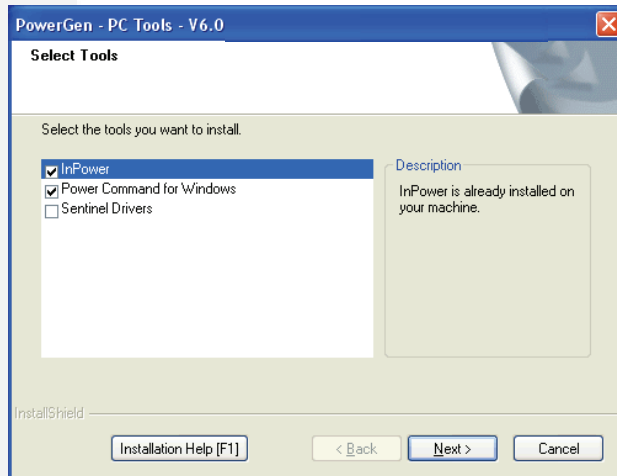 PowerGen - PC Tools - V6.0
Select Tools
Select the tools you want to install.
InPower
Power Command for Windows
Sentinel Drivers
Description
InPower is already installed on
your machine.
InstallShield
Installation Help [F1]
< Back
Next >
Cancel